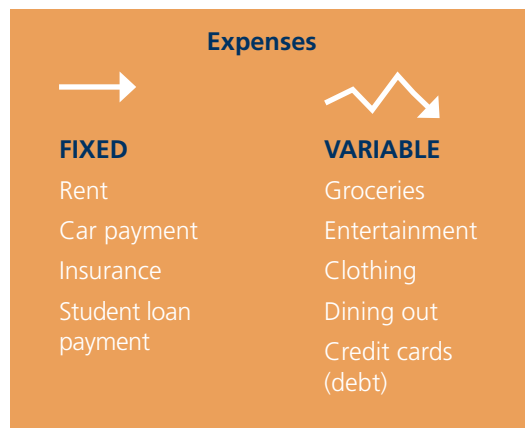 Expenses
FIXED
Rent
Car payment
Insurance
Student loan
payment
VARIABLE
Groceries
Entertainment
Clothing
Dining out
Credit cards
(debt)